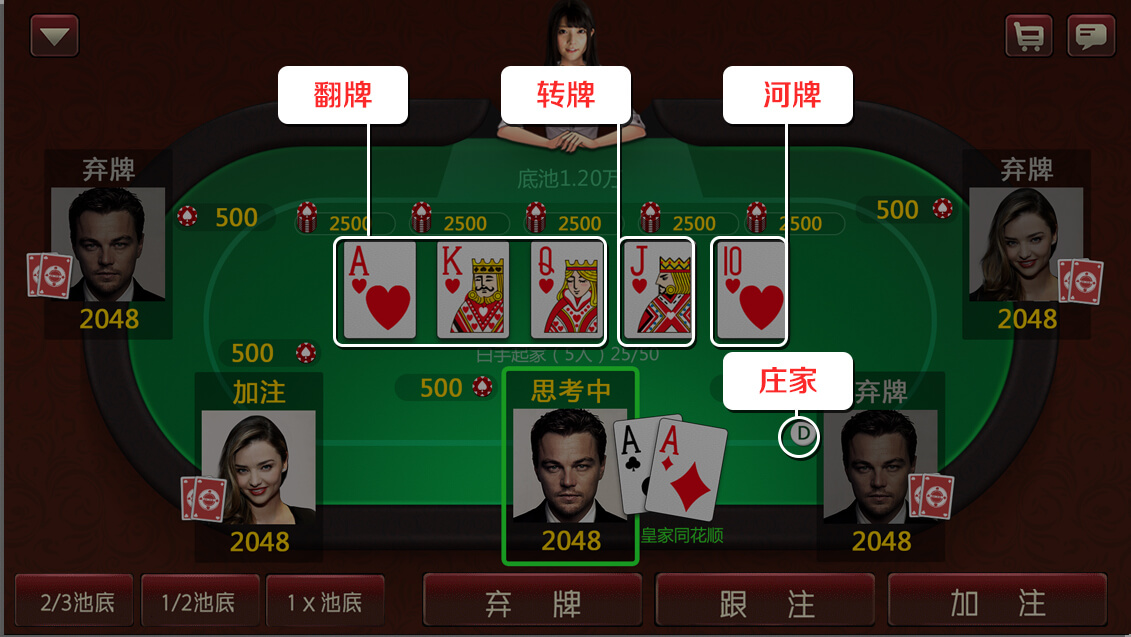 翻牌
转牌
河牌
弃牌
弃牌
底池1.20万
500
2500
2500
2500
2500
2500
500
A
K
Q
J
10
2048
2048
白手起家(5人)25/50
500
加注
500
思考中
庄家
弃牌
D
A
A
2048
2048
2048
皇家同花顺
2/3池底
1/2池底
1 x 池底
弃 牌
跟 注
加 注